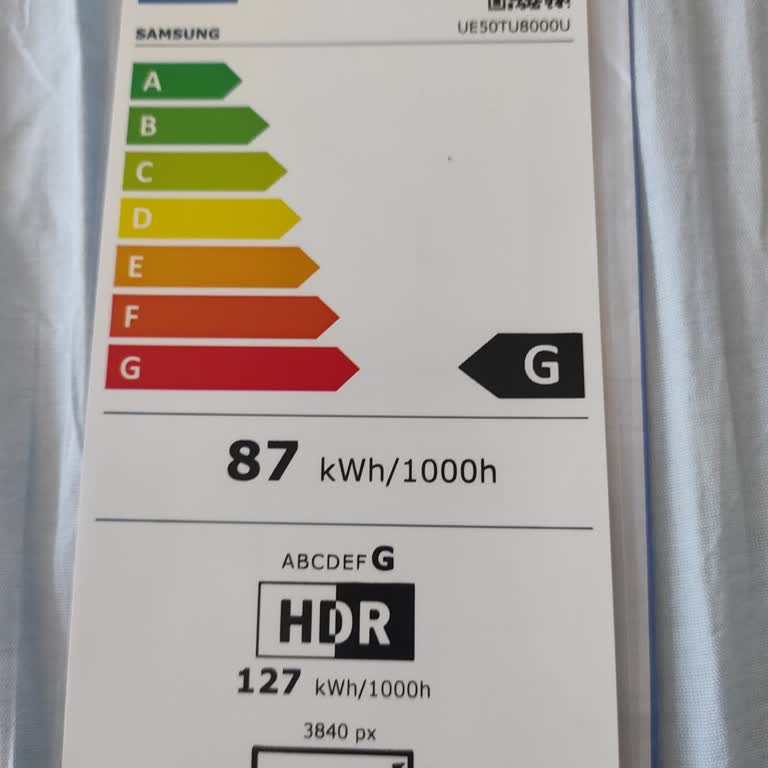 SAMSUNG UE50TU8000U
A
B
C
D
E
F
G G
87 kWh/1000h
ABCDEFG
HDR
127 kWh/1000h
3840 px